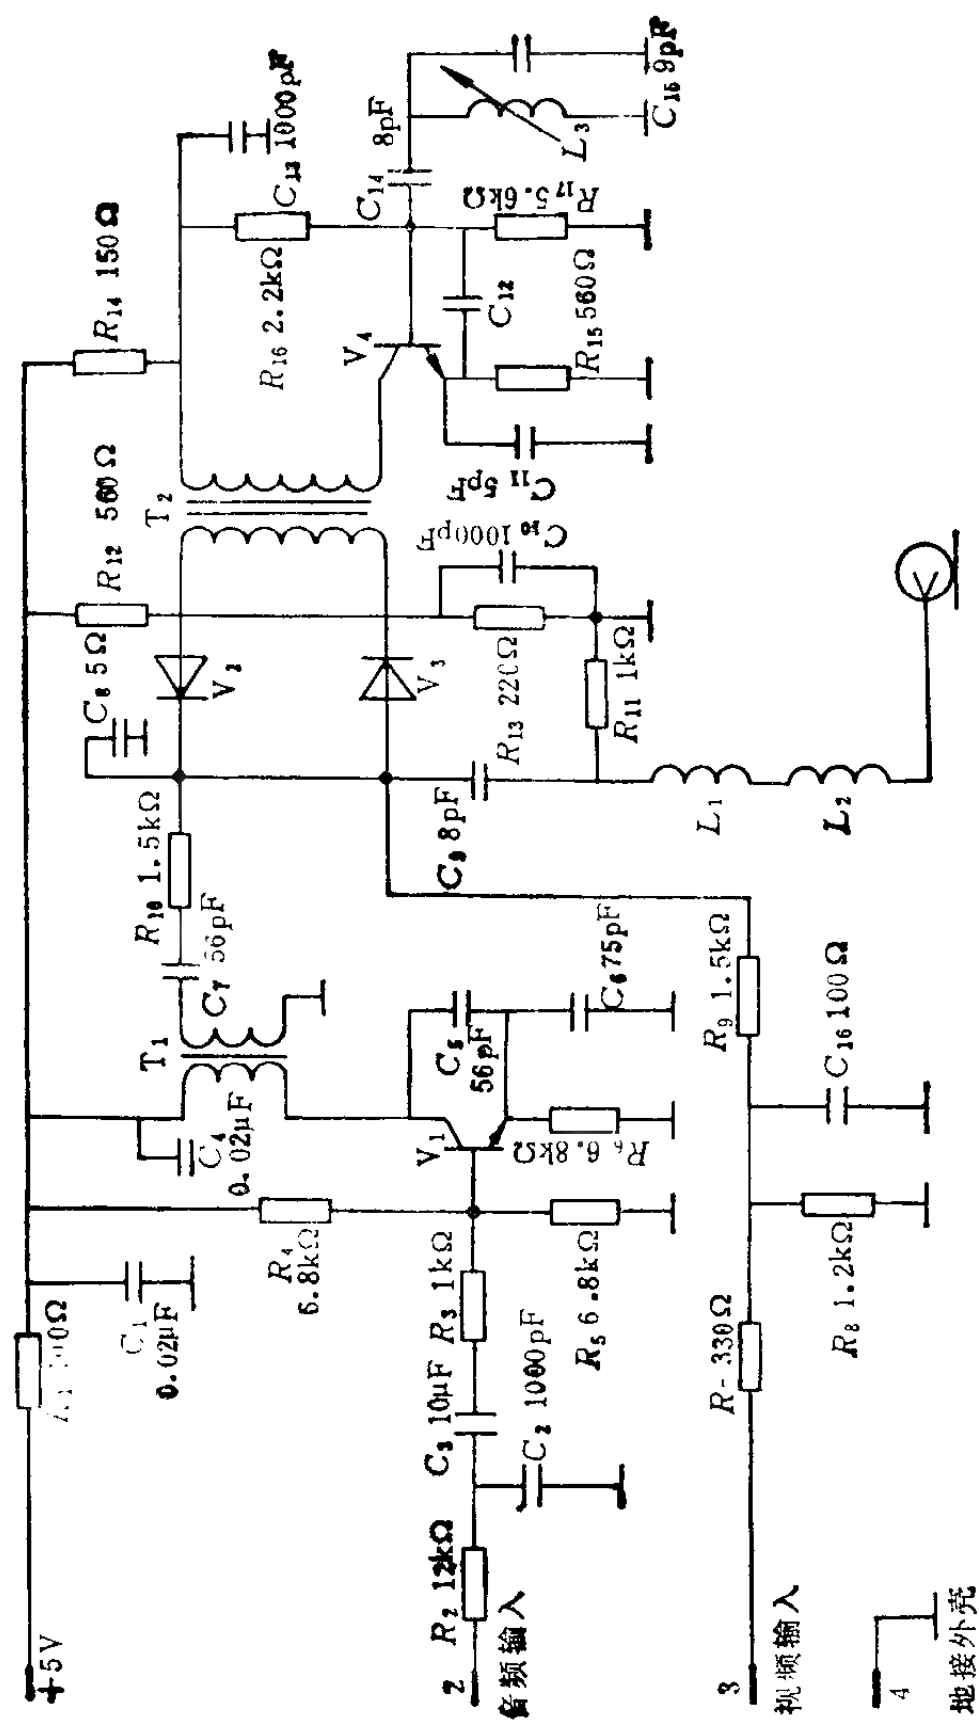 +5V
0.02μF
C₄
0.02μF
T₁
C₇ 56pF
R₁₀ 1.5kΩ
C₈ 5Ω
V₂
R₁₂ 560Ω
T₂
R₁₄ 150Ω
R₁₆ 2.2kΩ
C₁₃ 1000pF
2
音频输入
R₂ 12kΩ
C₃ 10μF
C₂ 1000pF
R₃ 1kΩ
R₄
6.8kΩ
R₅ 6.8kΩ
V₁
R₆ 6.8kΩ
C₅
56pF
C₆ 75pF
C₉ 8pF
V₃
R₁₃ 220Ω
C₁₀ 1000pF
R₁₁ 1kΩ
C₁₁ 5pF
V₄
R₁₅ 560Ω
C₁₂
C₁₄
8pF
R₁₇ 5.6kΩ
L₃
C₁₅ 9pF
3
视频输入
330Ω
R₈ 1.2kΩ
R₉ 1.5kΩ
C₁₆ 100Ω
L₁
L₂
4
地接外壳